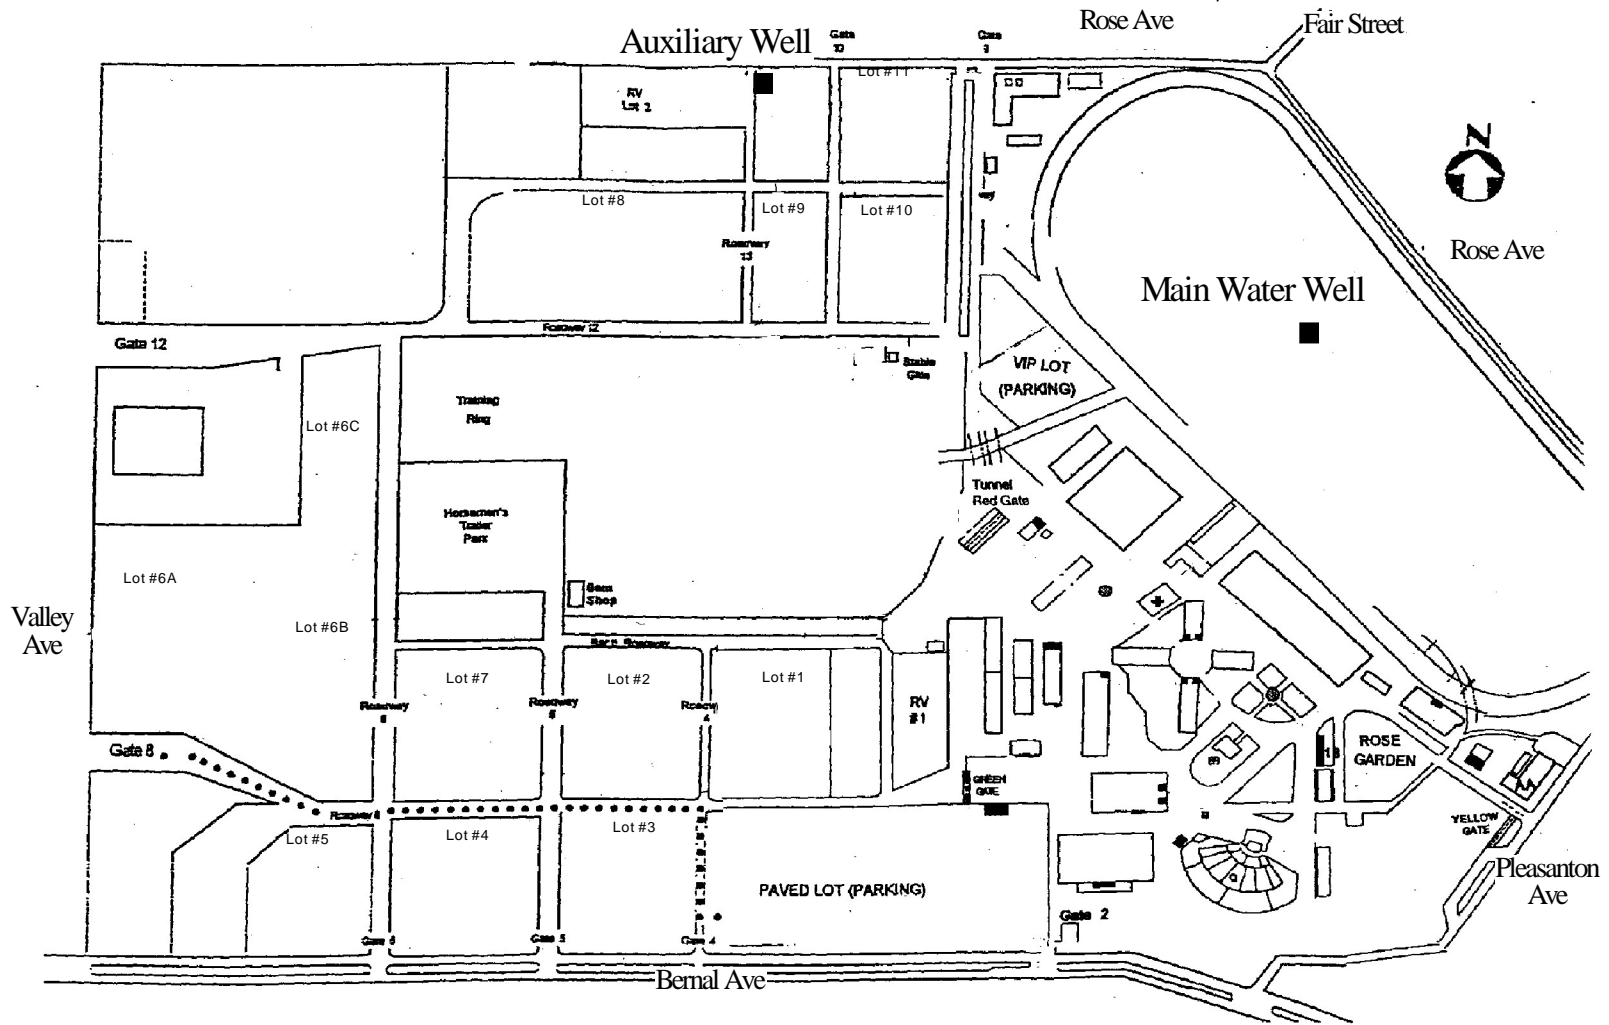 Rose Ave
Fair Street
Auxiliary Well
Gate
10
Gate
9
Lot #11
RV
Lot 2
N
Lot #8
Lot #9
Lot #10
Roadway
13
Rose Ave
Main Water Well
Roadway 12
Gate 12
Stable
Gate
VIP LOT
(PARKING)
Training
Ring
Lot #6C
Tunnel
Red Gate
Horsemen's
Trailer
Park
Lot #6A
Shop
Valley
Ave
Lot #6B
Roadway
Lot #7
Lot #2
Lot #1
Roadway
6
Roadway
5
4
RV
#1
ROSE
GARDEN
Gate 8
GREEN
GATE
Roadway 8
YELLOW
GATE
Lot #5
Lot #4
Lot #3
PAVED LOT (PARKING)
Pleasanton
Ave
Gate 2
Gate 6
Gate 5
Gate 4
Bernal Ave